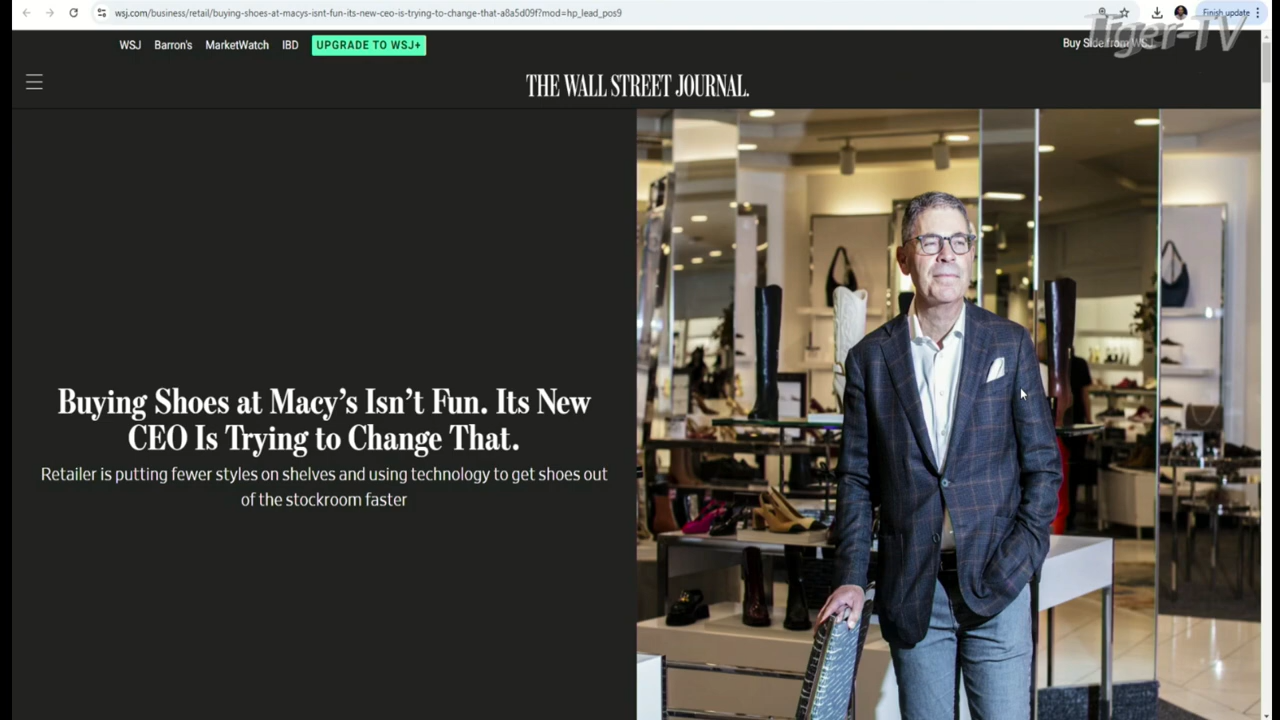 wsj.com/business/retail/buying-shoes-at-macys-isnt-fun-its-new-ceo-is-trying-to-change-that-a8a5d09f?mod=hp_lead_pos9
Finish update
Tiger-TV
WSJ Barron's MarketWatch IBD UPGRADE TO WSJ+
Buy Side from WSJ
THE WALL STREET JOURNAL.
Buying Shoes at Macy's Isn't Fun. Its New
CEO Is Trying to Change That.
Retailer is putting fewer styles on shelves and using technology to get shoes out
of the stockroom faster